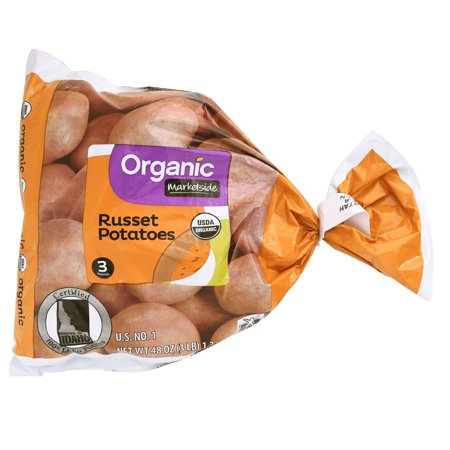 Organic
Marketside
Russet
Potatoes
USDA
ORGANIC
3
POUNDS
Certified
IDAHO
U.S. NO. 1
NET WT 48 OZ (3 LB)
organic
organic